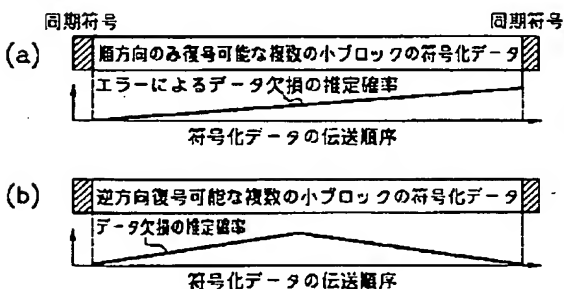 同期符号 同期符号
(a) 順方向のみ復号可能な複数の小ブロックの符号化データ
エラーによるデータ欠損の推定確率
符号化データの伝送順序
(b) 逆方向復号可能な複数の小ブロックの符号化データ
データ欠損の推定確率
符号化データの伝送順序